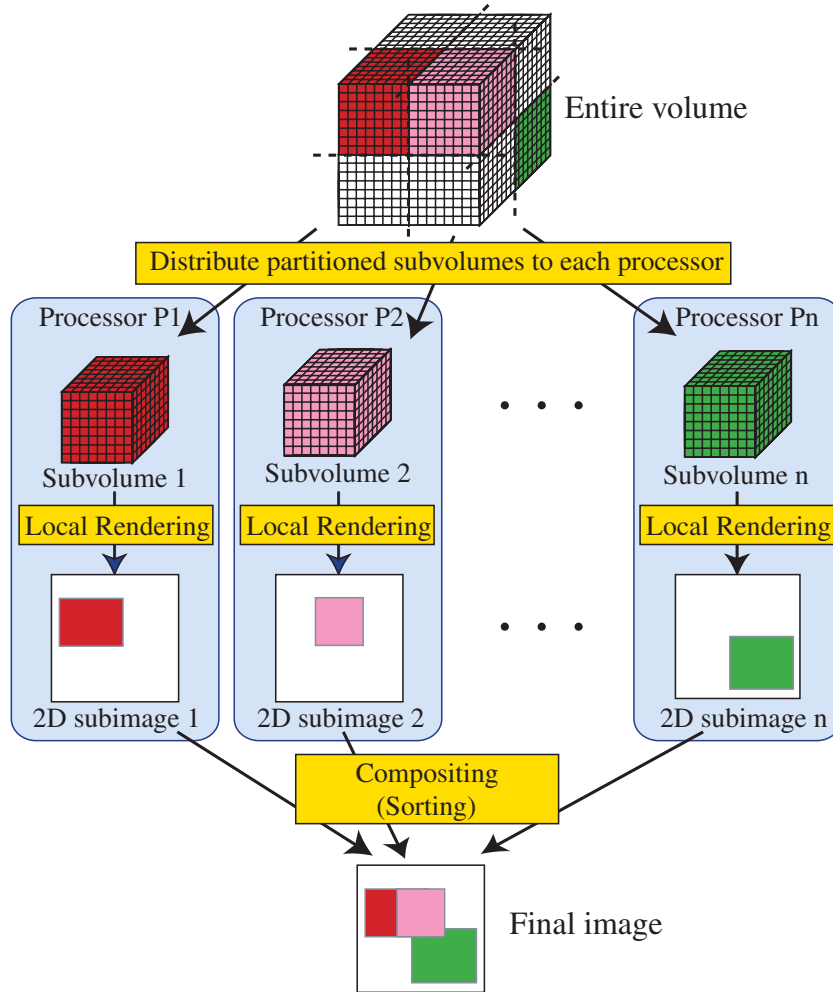 Entire volume
Distribute partitioned subvolumes to each processor
Processor P1
Processor P2
Processor Pn
Subvolume 1
Subvolume 2
Subvolume n
Local Rendering
Local Rendering
Local Rendering
2D subimage 1
2D subimage 2
2D subimage n
Compositing
(Sorting)
Final image